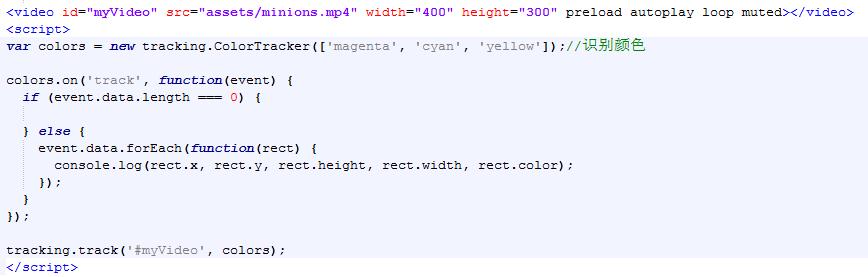 <video id="myVideo" src="assets/minions.mp4" width="400" height="300" preload autoplay loop muted></video>
<script>
var colors = new tracking.ColorTracker(['magenta', 'cyan', 'yellow']);//识别颜色
colors.on('track', function(event) {
if (event.data.length === 0) {
} else {
event.data.forEach(function(rect) {
console.log(rect.x, rect.y, rect.height, rect.width, rect.color);
});
}
});
tracking.track('#myVideo', colors);
</script>